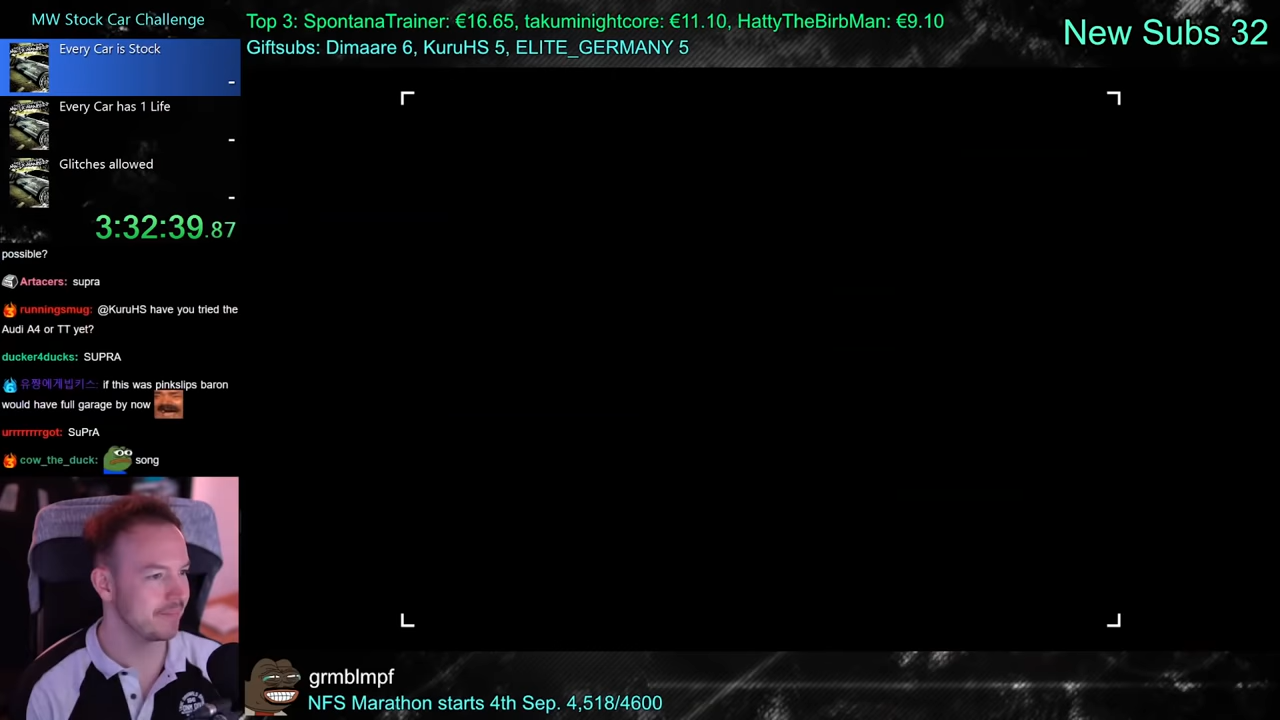 MW Stock Car Challenge
Every Car is Stock
-
Every Car has 1 Life
-
Glitches allowed
-
3:32:39.87
possible?
Artacers: supra
runningsmug: @KuruHS have you tried the
Audi A4 or TT yet?
ducker4ducks: SUPRA
유쨩에게빕키스: if this was pinkslips baron
would have full garage by now
urrrrrrrgot: SuPrA
cow_the_duck: song
Top 3: SpontanaTrainer: €16.65, takuminightcore: €11.10, HattyTheBirbMan: €9.10
Giftsubs: Dimaare 6, KuruHS 5, ELITE_GERMANY 5
New Subs 32
grmblmpf
NFS Marathon starts 4th Sep. 4,518/4600